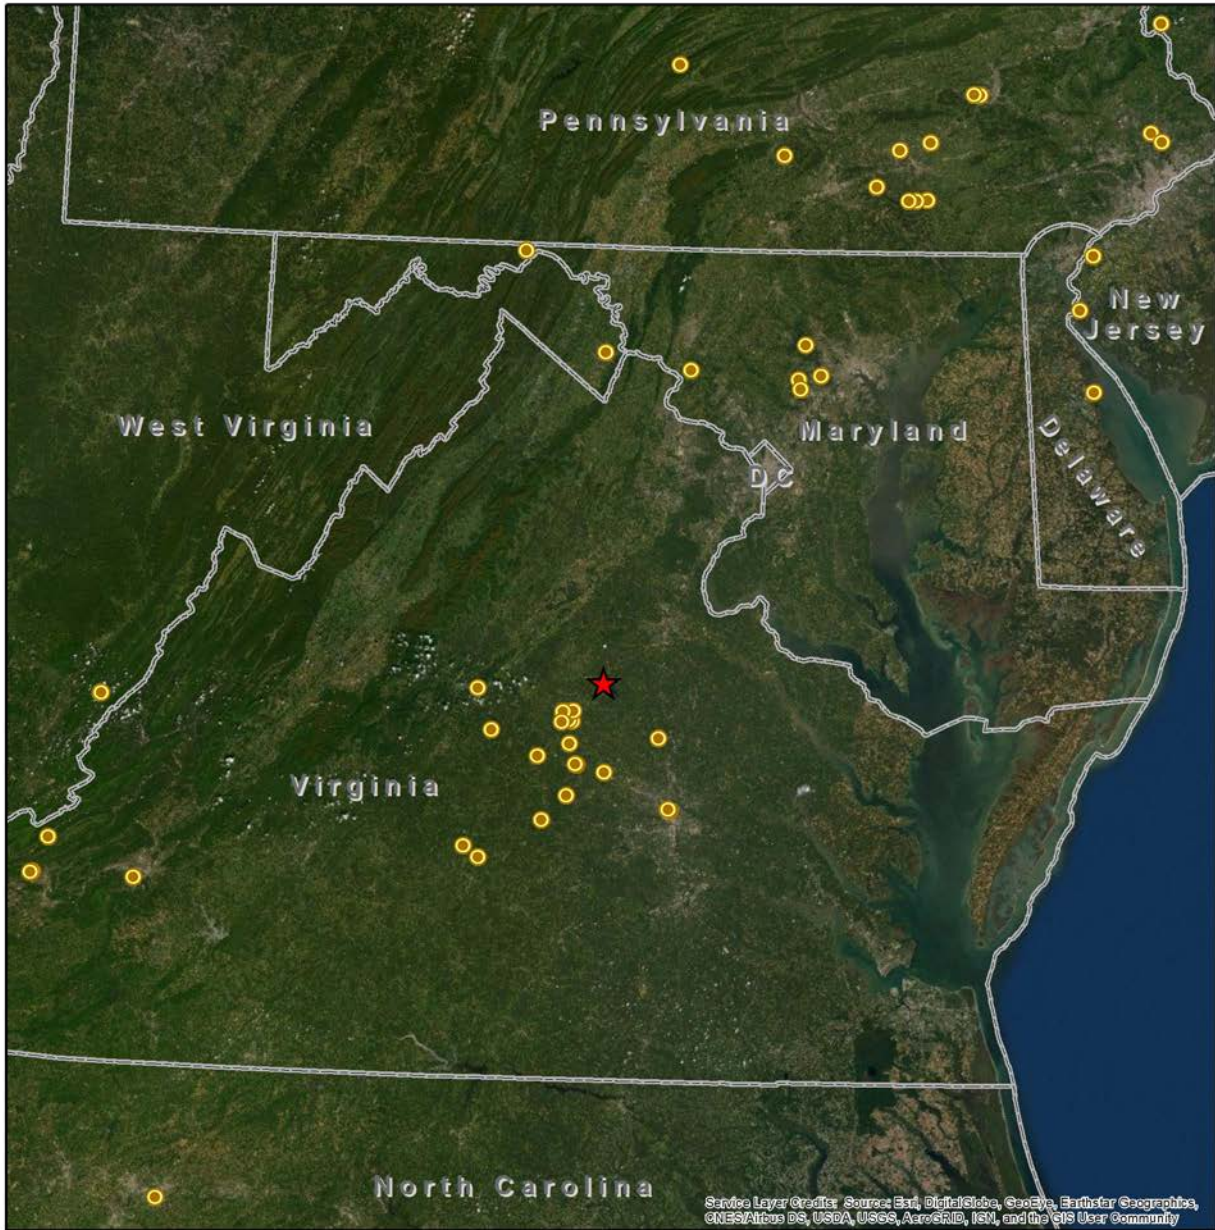 Pennsylvania
New
Jersey
West Virginia
Maryland
Delaware
DC
Virginia
North Carolina
Service Layer Credits: Source: Esri, DigitalGlobe, GeoEye, Earthstar Geographics,
CNES/Airbus DS, USDA, USGS, AeroGRID, IGN, and the GIS User Community